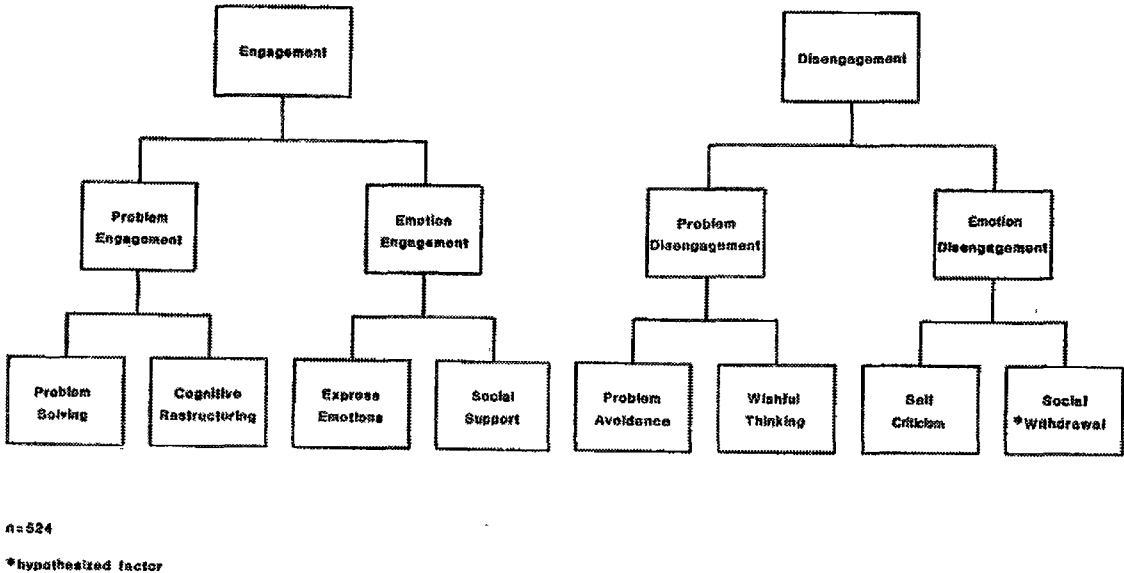 Engagement
Disengagement
Problem
Engagement
Emotion
Engagement
Problem
Disengagement
Emotion
Disengagement
Problem
Solving
Cognitive
Restructuring
Express
Emotions
Social
Support
Problem
Avoidance
Wishful
Thinking
Self
Criticism
Social
*Withdrawal
n=524
*hypothesized factor